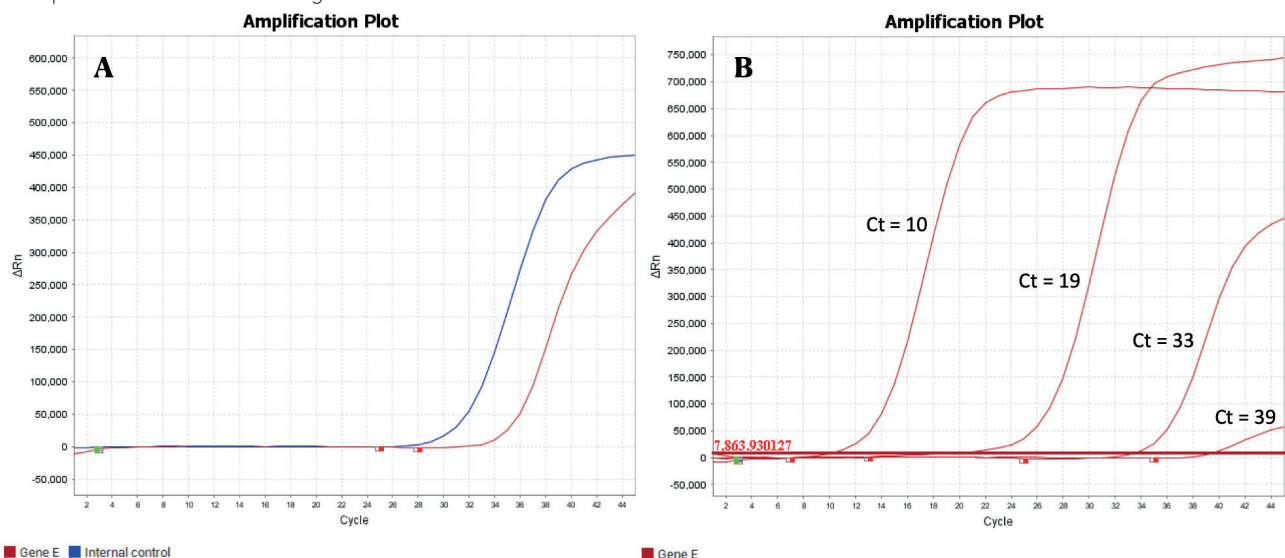 Amplification Plot
A
600,000
550,000
500,000
450,000
400,000
350,000
300,000
250,000
200,000
150,000
100,000
50,000
0
-50,000
ΔRn
2 4 6 8 10 12 14 16 18 20 22 24 26 28 30 32 34 36 38 40 42 44
Cycle
Gene E Internal control
Amplification Plot
B
750,000
700,000
650,000
600,000
550,000
500,000
450,000
400,000
350,000
300,000
250,000
200,000
150,000
100,000
50,000
0
-50,000
ΔRn
Ct = 10
Ct = 19
Ct = 33
Ct = 39
7,863.930127
2 4 6 8 10 12 14 16 18 20 22 24 26 28 30 32 34 36 38 40 42 44
Cycle
Gene E